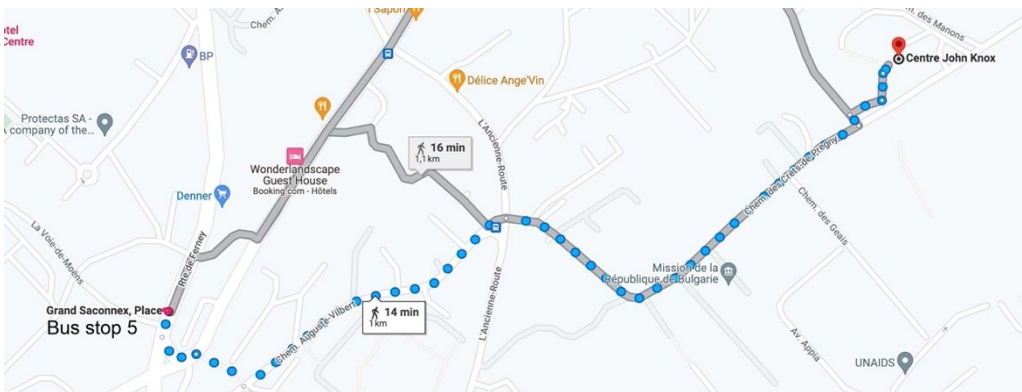 l Sapori
Chem. des Manons
otel
Centre
BP
Centre John Knox
Délice Ange'Vin
Protectas SA -
A company of the...
L'Ancienne-Route
16 min
1,1 km
Chem. des Crêts-de-Pregny
Wonderlandscape
Guest House
Booking.com - Hôtels
Denner
Chem. des Geais
La Voie-de-Moëns
Rte de Ferney
Mission de la
République de Bulgarie
Grand Saconnex, Place
Bus stop 5
14 min
1 km
Chem. Auguste-Vilbert
L'Ancienne-Route
Av. Appia
UNAIDS